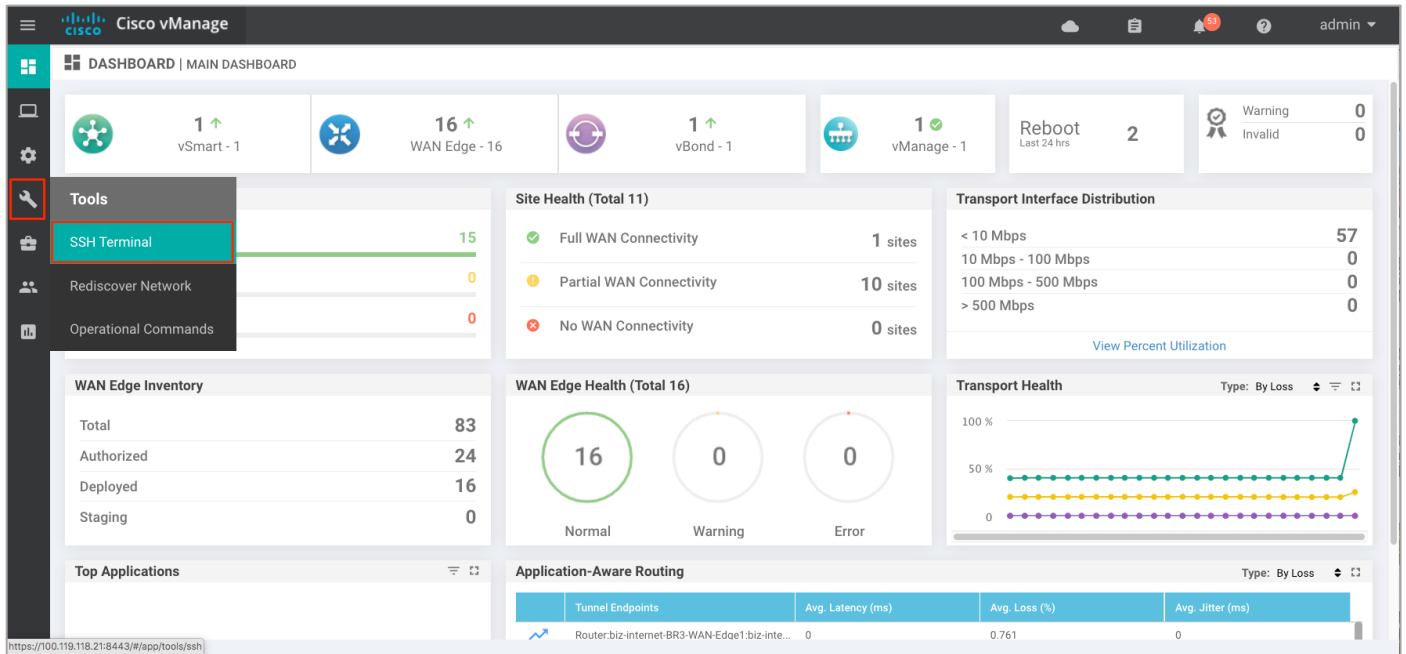 cisco Cisco vManage
53
admin
DASHBOARD | MAIN DASHBOARD
1
vSmart - 1
16
WAN Edge - 16
1
vBond - 1
1
vManage - 1
Reboot
Last 24 hrs
2
Warning 0
Invalid 0
Tools
SSH Terminal
Rediscover Network
Operational Commands
15
0
0
Site Health (Total 11)
Full WAN Connectivity 1 sites
Partial WAN Connectivity 10 sites
No WAN Connectivity 0 sites
Transport Interface Distribution
< 10 Mbps 57
10 Mbps - 100 Mbps 0
100 Mbps - 500 Mbps 0
> 500 Mbps 0
View Percent Utilization
WAN Edge Inventory
Total 83
Authorized 24
Deployed 16
Staging 0
WAN Edge Health (Total 16)
16 0 0
Normal Warning Error
Transport Health Type: By Loss
100 %
50 %
0
Top Applications
Application-Aware Routing Type: By Loss
Tunnel Endpoints Avg. Latency (ms) Avg. Loss (%) Avg. Jitter (ms)
Router:biz-internet-BR3-WAN-Edge1:biz-inte... 0 0.761 0
https://100.119.118.21:8443/#/app/tools/ssh